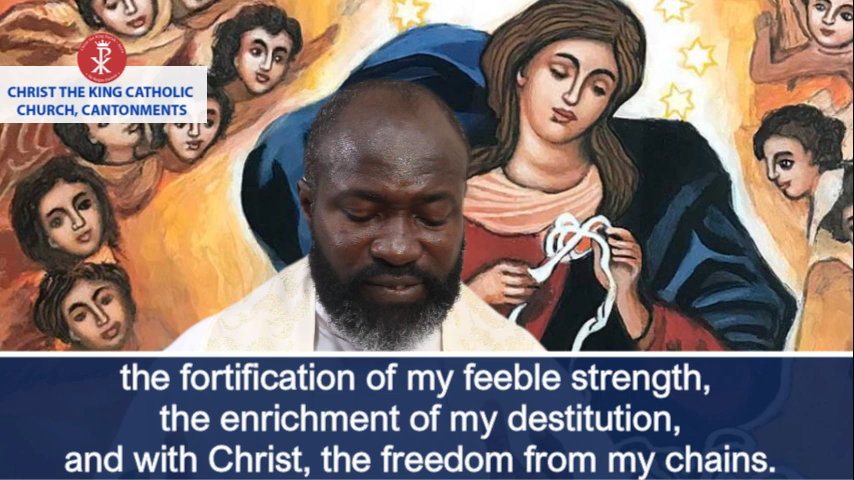 CHRIST THE KING CATHOLIC
CHURCH, CANTONMENTS
the fortification of my feeble strength,
the enrichment of my destitution,
and with Christ, the freedom from my chains.